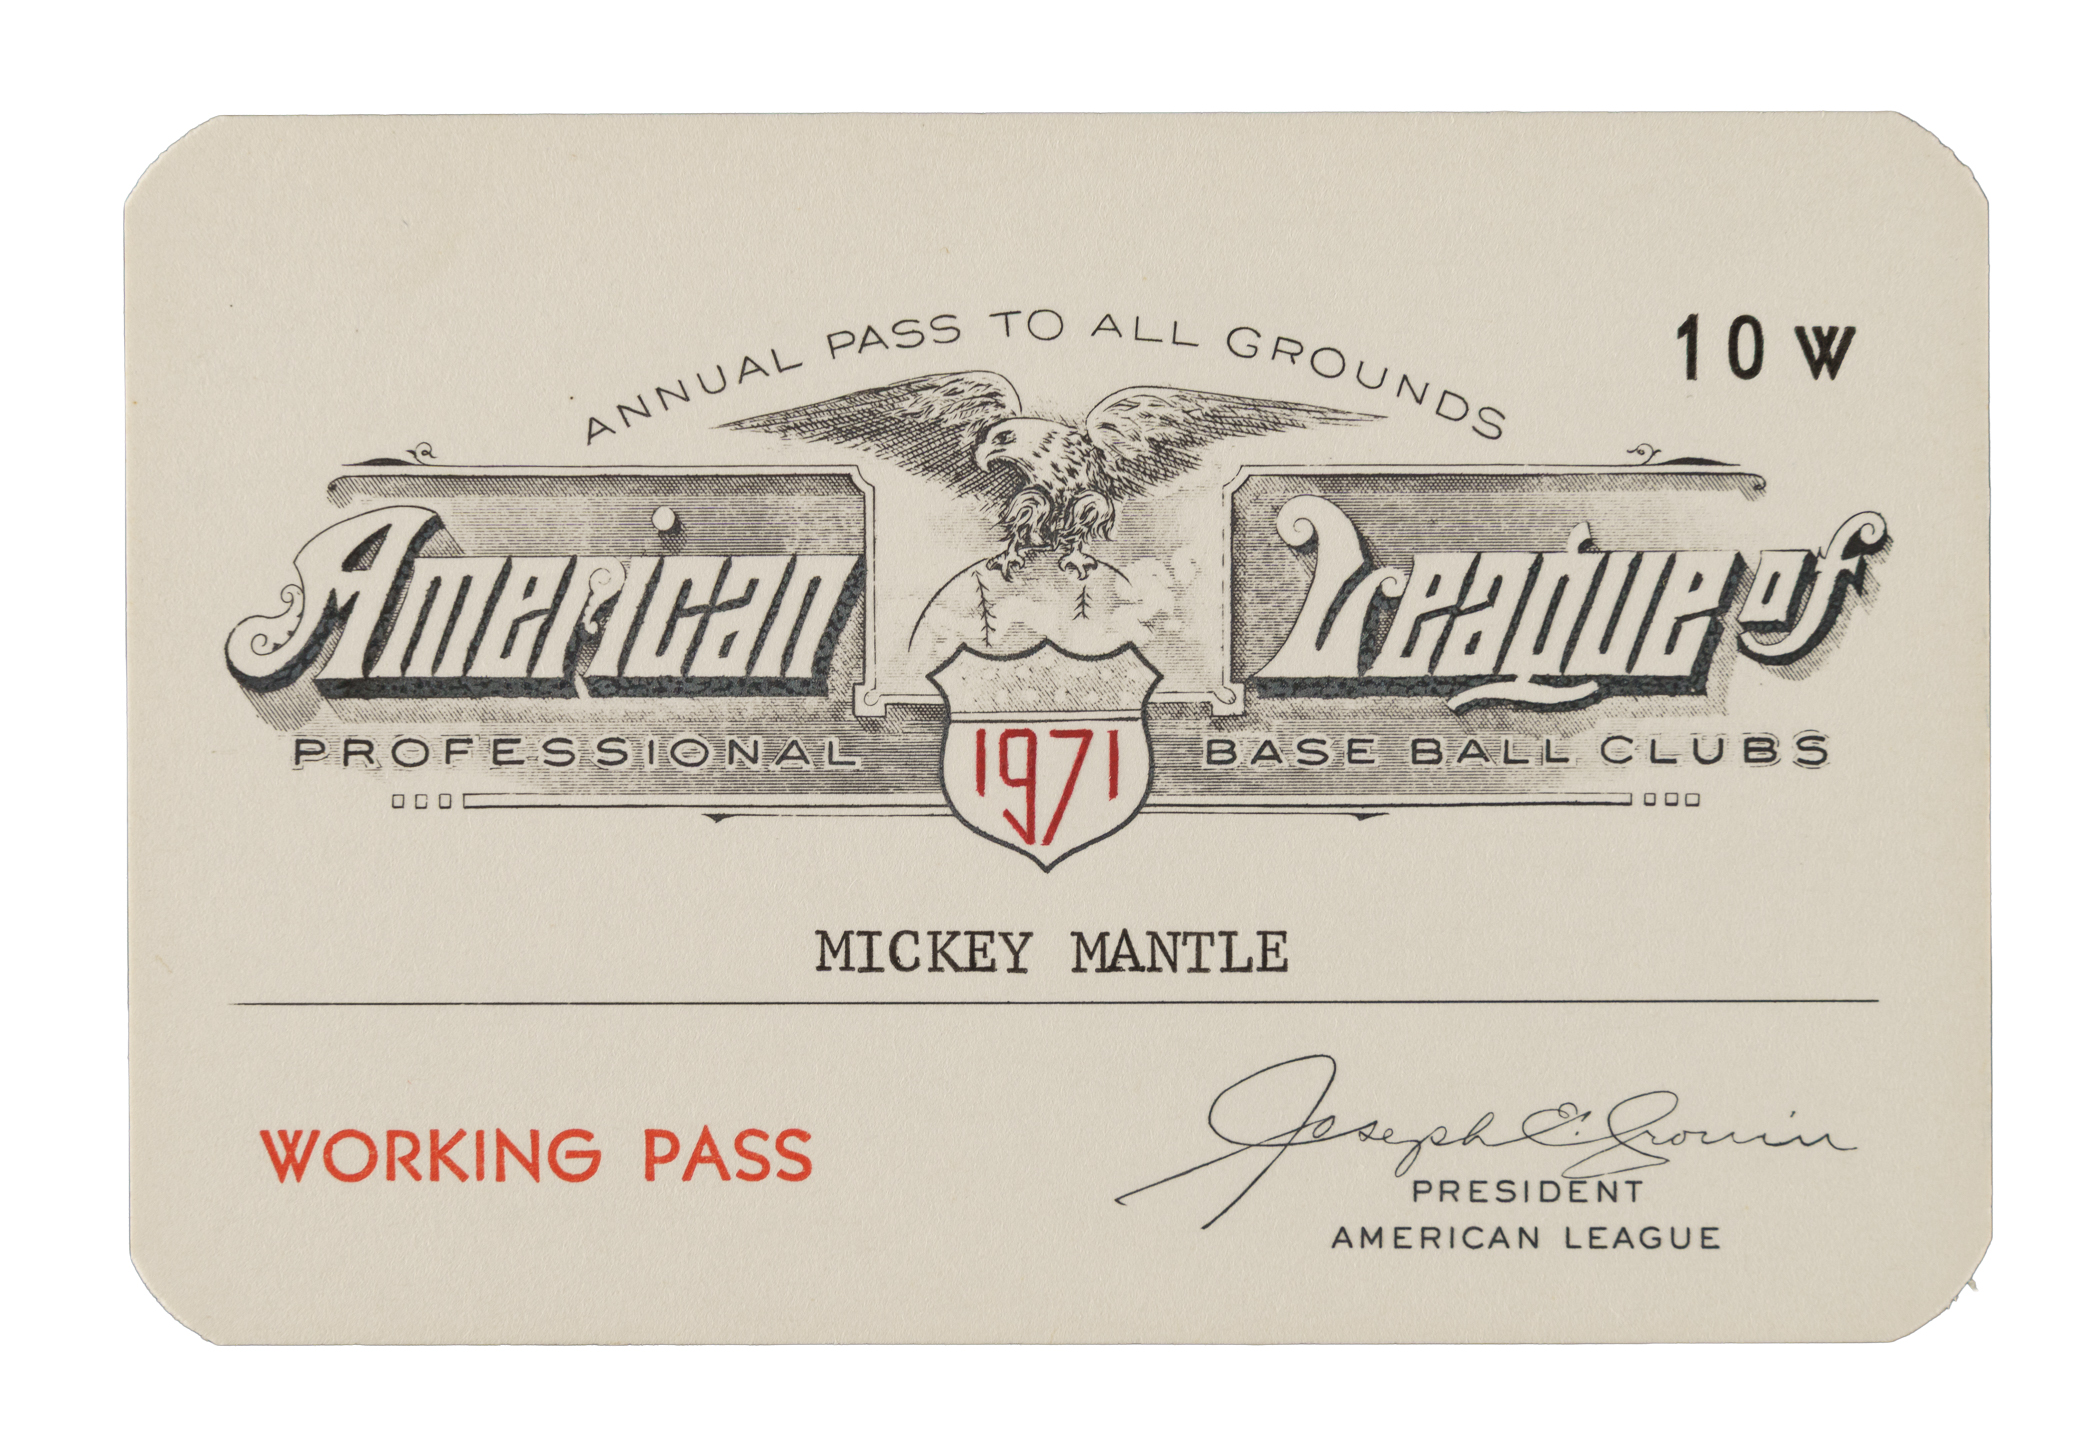 ANNUAL PASS TO ALL GROUNDS
10 W
American League of
PROFESSIONAL BASE BALL CLUBS
1971
MICKEY MANTLE
WORKING PASS
Joseph E. Cronin
PRESIDENT
AMERICAN LEAGUE